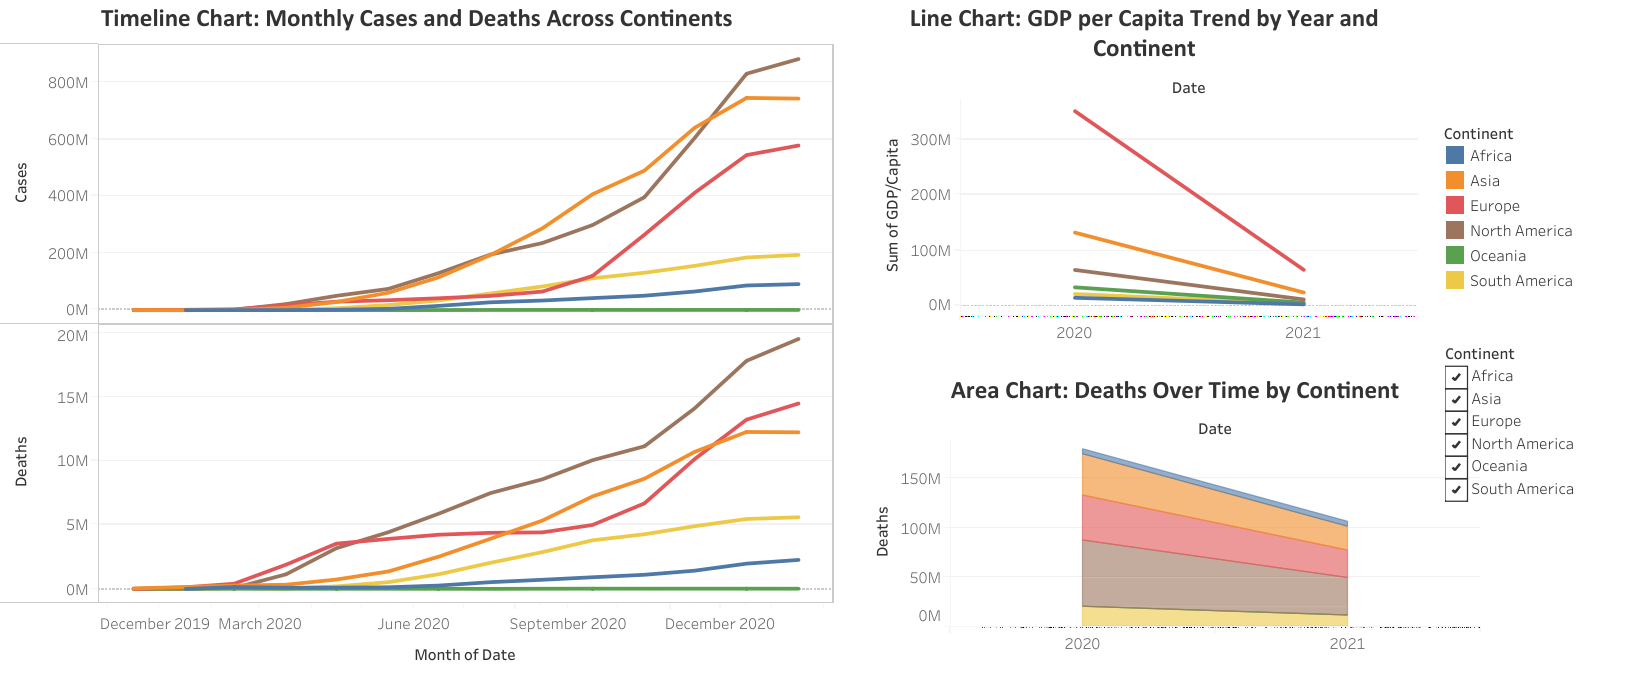 Timeline Chart: Monthly Cases and Deaths Across Continents
Cases
800M
600M
400M
200M
0M
Deaths
20M
15M
10M
5M
0M
December 2019
March 2020
June 2020
September 2020
December 2020
Month of Date
Line Chart: GDP per Capita Trend by Year and
Continent
Date
Sum of GDP/Capita
300M
200M
100M
0M
2020
2021
Continent
Africa
Asia
Europe
North America
Oceania
South America
Continent
Africa
Asia
Europe
North America
Oceania
South America
Area Chart: Deaths Over Time by Continent
Date
Deaths
150M
100M
50M
0M
2020
2021